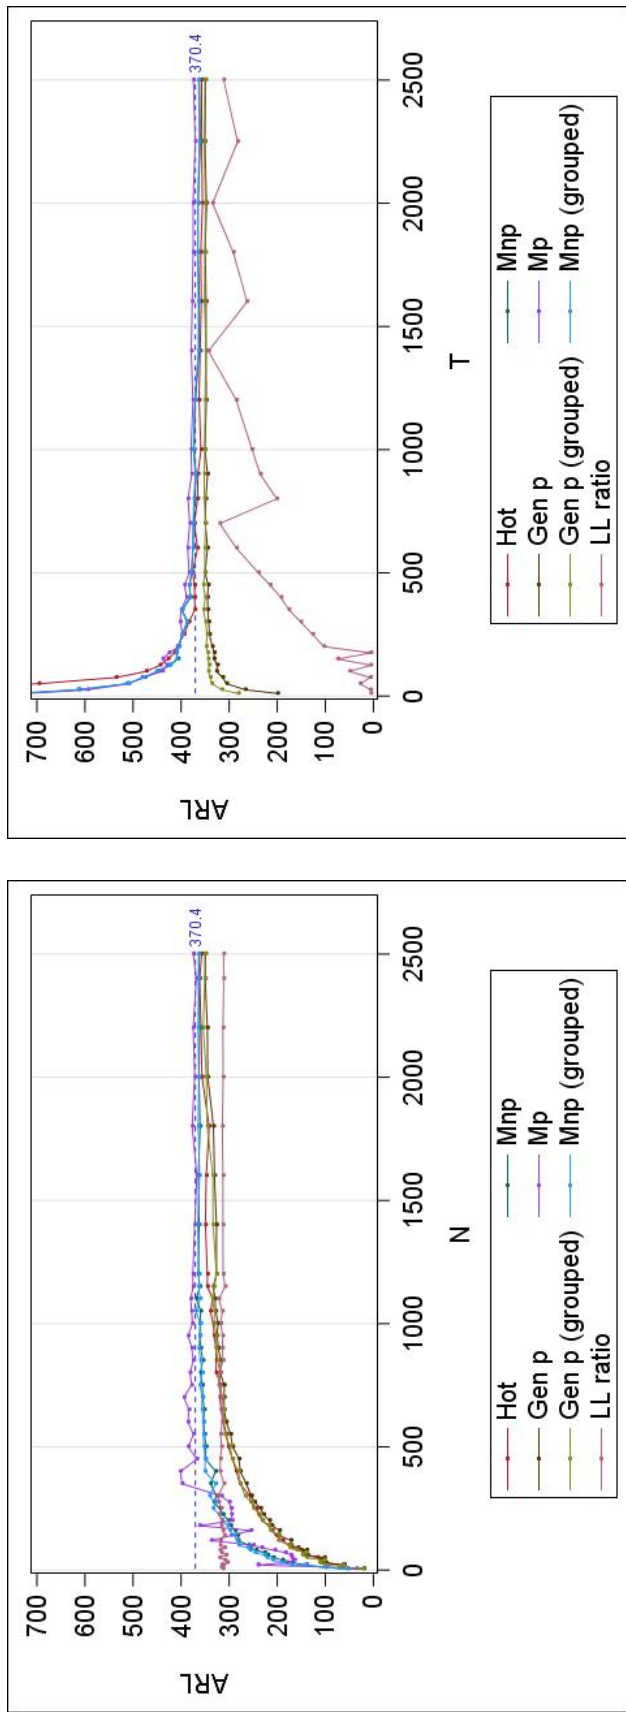 ARL
700
600
500
400
300
200
100
0
370.4
0
500
1000
1500
2000
2500
N
Hot
Mnp
Gen p
Mp
Gen p (grouped)
Mnp (grouped)
LL ratio
ARL
700
600
500
400
300
200
100
0
370.4
0
500
1000
1500
2000
2500
T
Hot
Mnp
Gen p
Mp
Gen p (grouped)
Mnp (grouped)
LL ratio